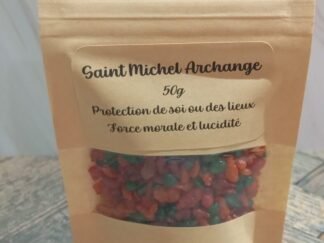 Saint Michel Archange
50g
Protection de soi ou des lieux
Force morale et lucidité